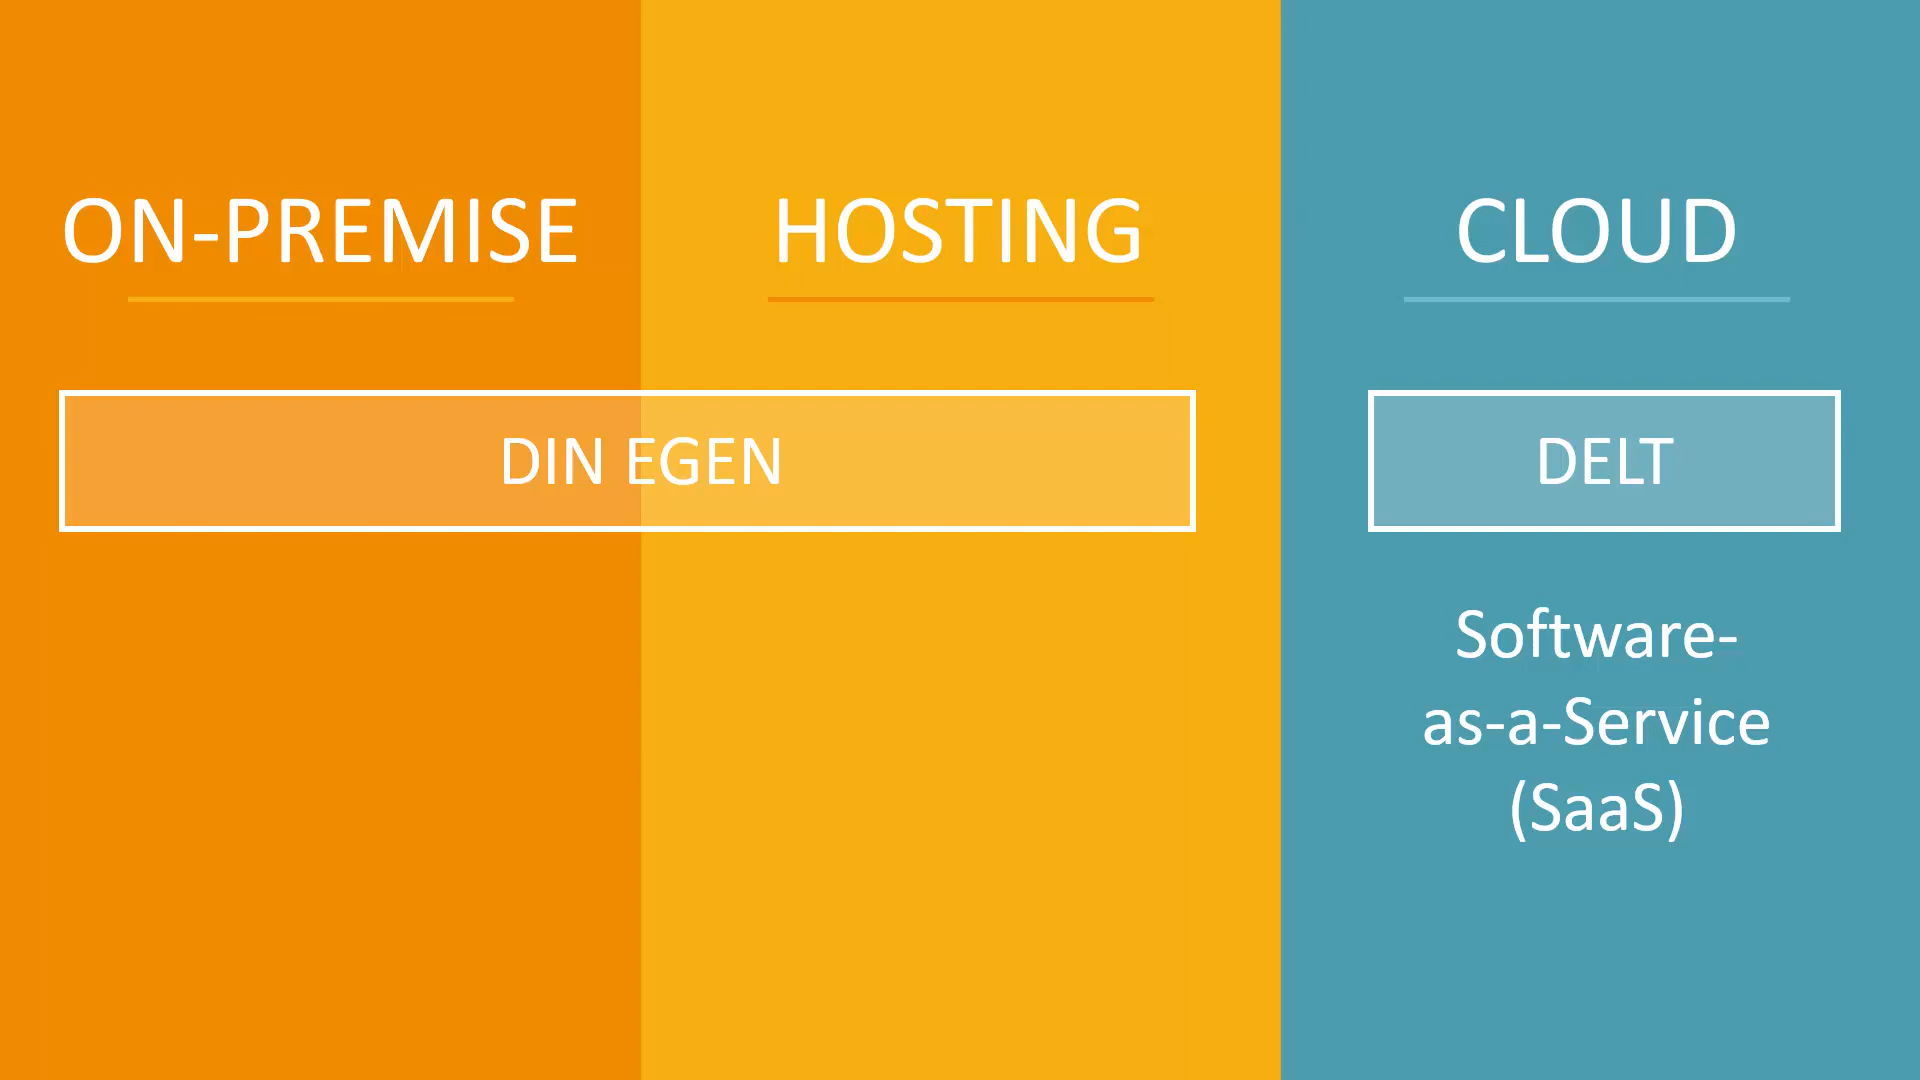 ON-PREMISE
HOSTING
CLOUD
DIN EGEN
DELT
Software-
as-a-Service
(SaaS)